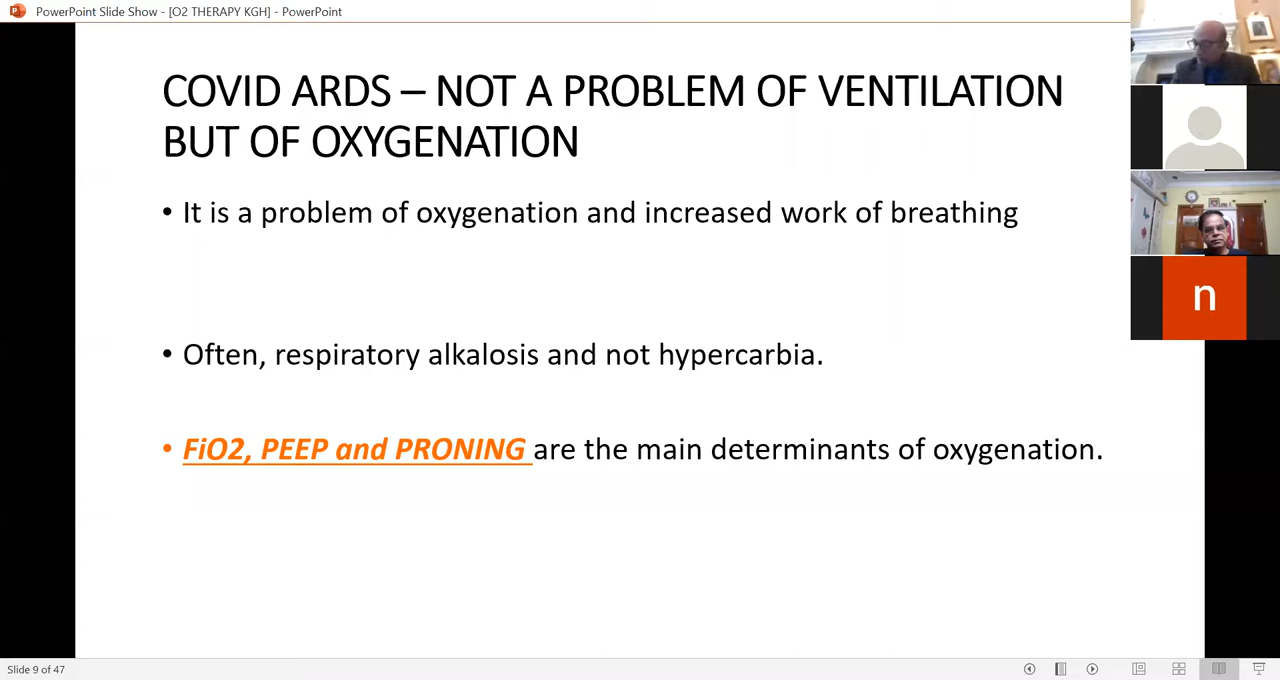 PowerPoint Slide Show - [O2 THERAPY KGH] - PowerPoint
COVID ARDS – NOT A PROBLEM OF VENTILATION
BUT OF OXYGENATION
• It is a problem of oxygenation and increased work of breathing
• Often, respiratory alkalosis and not hypercarbia.
• FiO2, PEEP and PRONING are the main determinants of oxygenation.
n
Slide 9 of 47